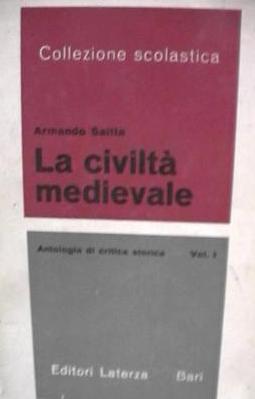 Collezione scolastica
Armando Saitta
La civiltà
medievale
Antologia di critica storica Vol. I
Editori Laterza Bari